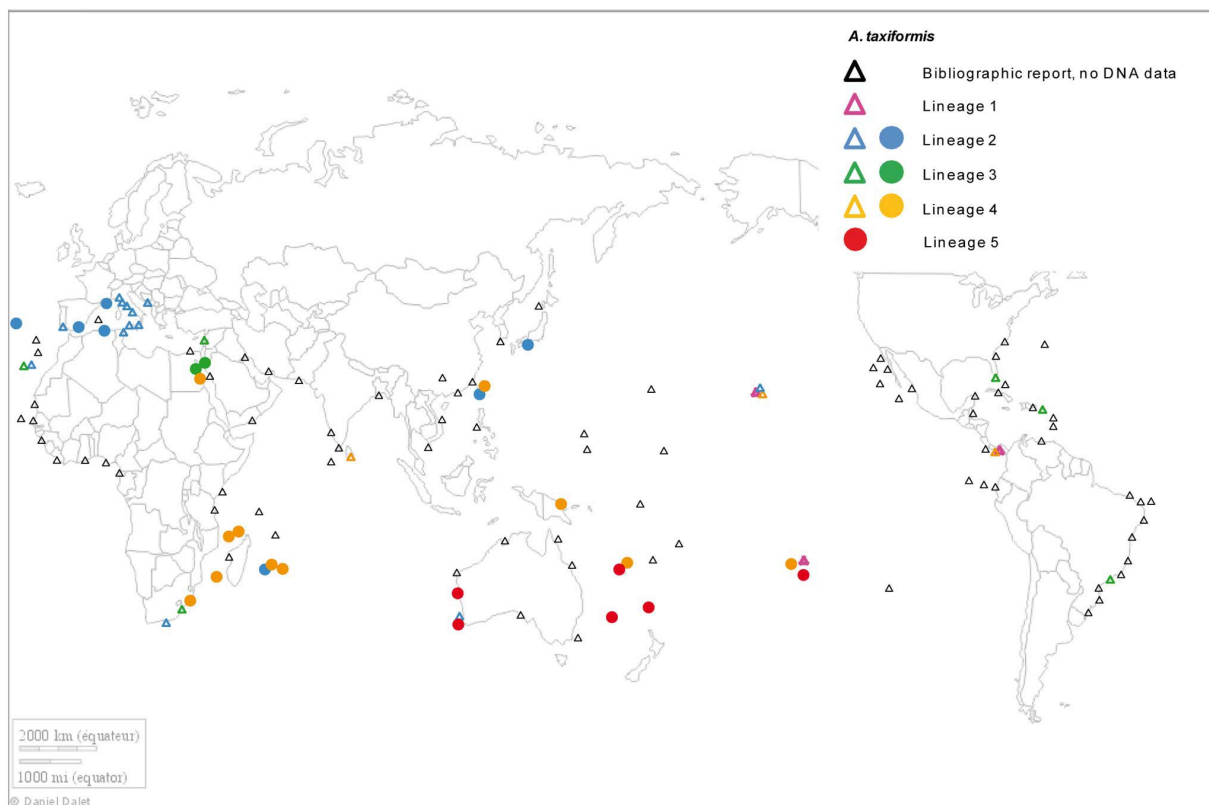 A. taxiformis
Bibliographic report, no DNA data
Lineage 1
Lineage 2
Lineage 3
Lineage 4
Lineage 5
2000 km (équateur)
1000 mi (equator)
© Daniel Dalet